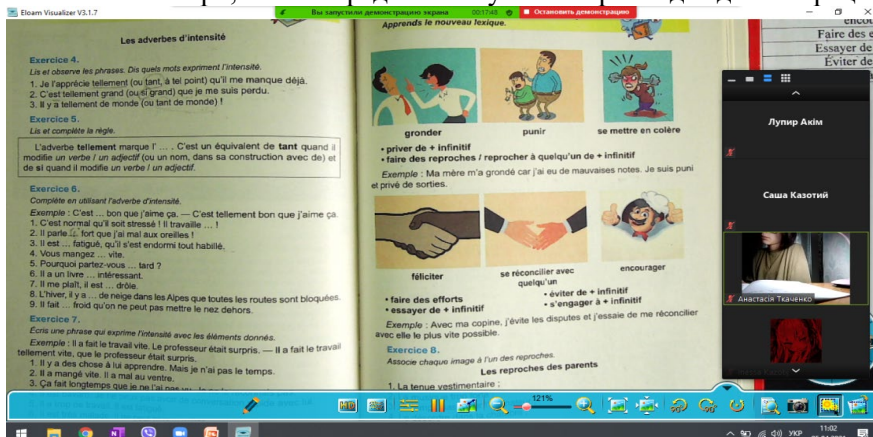 Eloam Visualizer V3.1.7
Вы запустили демонстрацию экрана
00:17:48
Остановить демонстрацию
Les adverbes d'intensité
Exercice 4.
Lis et observe les phrases. Dis quels mots expriment l'intensité.
1. Je l'apprécie tellement (ou tant, à tel point) qu'il me manque déjà.
2. C'est tellement grand (ou si grand) que je me suis perdu.
3. Il y a tellement de monde (ou tant de monde) !
Exercice 5.
Lis et complète la règle.
L'adverbe tellement marque l' ... . C'est un équivalent de tant quand il
modifie un verbe / un adjectif (ou un nom, dans sa construction avec de) et
de si quand il modifie un verbe / un adjectif.
Exercice 6.
Complète en utilisant l'adverbe d'intensité.
Exemple : C'est ... bon que j'aime ça. — C'est tellement bon que j'aime ça.
1. C'est normal qu'il soit stressé ! Il travaille ... !
2. Il parle ... fort que j'ai mal aux oreilles !
3. Il est ... fatigué, qu'il s'est endormi tout habillé.
4. Vous mangez ... vite.
5. Pourquoi partez-vous ... tard ?
6. Il a un livre ... intéressant.
7. Il me plaît, il est ... drôle.
8. L'hiver, il y a ... de neige dans les Alpes que toutes les routes sont bloquées.
9. Il fait ... froid qu'on ne peut pas mettre le nez dehors.
Exercice 7.
Écris une phrase qui exprime l'intensité avec les éléments donnés.
Exemple : Il a fait le travail vite. Le professeur était surpris. — Il a fait le travail
tellement vite, que le professeur était surpris.
1. Il y a des chose à lui apprendre. Mais je n'ai pas le temps.
2. Il a mangé vite. Il a mal au ventre.
3. Ça fait longtemps que je ne l'ai pas
Apprends le nouveau lexique.
gronder
punir
se mettre en colère
• priver de + infinitif
• faire des reproches / reprocher à quelqu'un de + infinitif
Exemple : Ma mère m'a grondé car j'ai eu de mauvaises notes. Je suis puni
et privé de sorties.
féliciter
se réconcilier avec
quelqu'un
encourager
• faire des efforts
• essayer de + infinitif
• éviter de + infinitif
• s'engager à + infinitif
Exemple : Avec ma copine, j'évite les disputes et j'essaie de me réconcilier
avec elle le plus vite possible.
Exercice 8.
Associe chaque image à l'un des reproches.
Les reproches des parents
1. La tenue vestimentaire :
Faire des e
Essayer de
Éviter de
Лупир Акім
Саша Казотий
Анастасія Ткаченко
121%
УКР
11:02